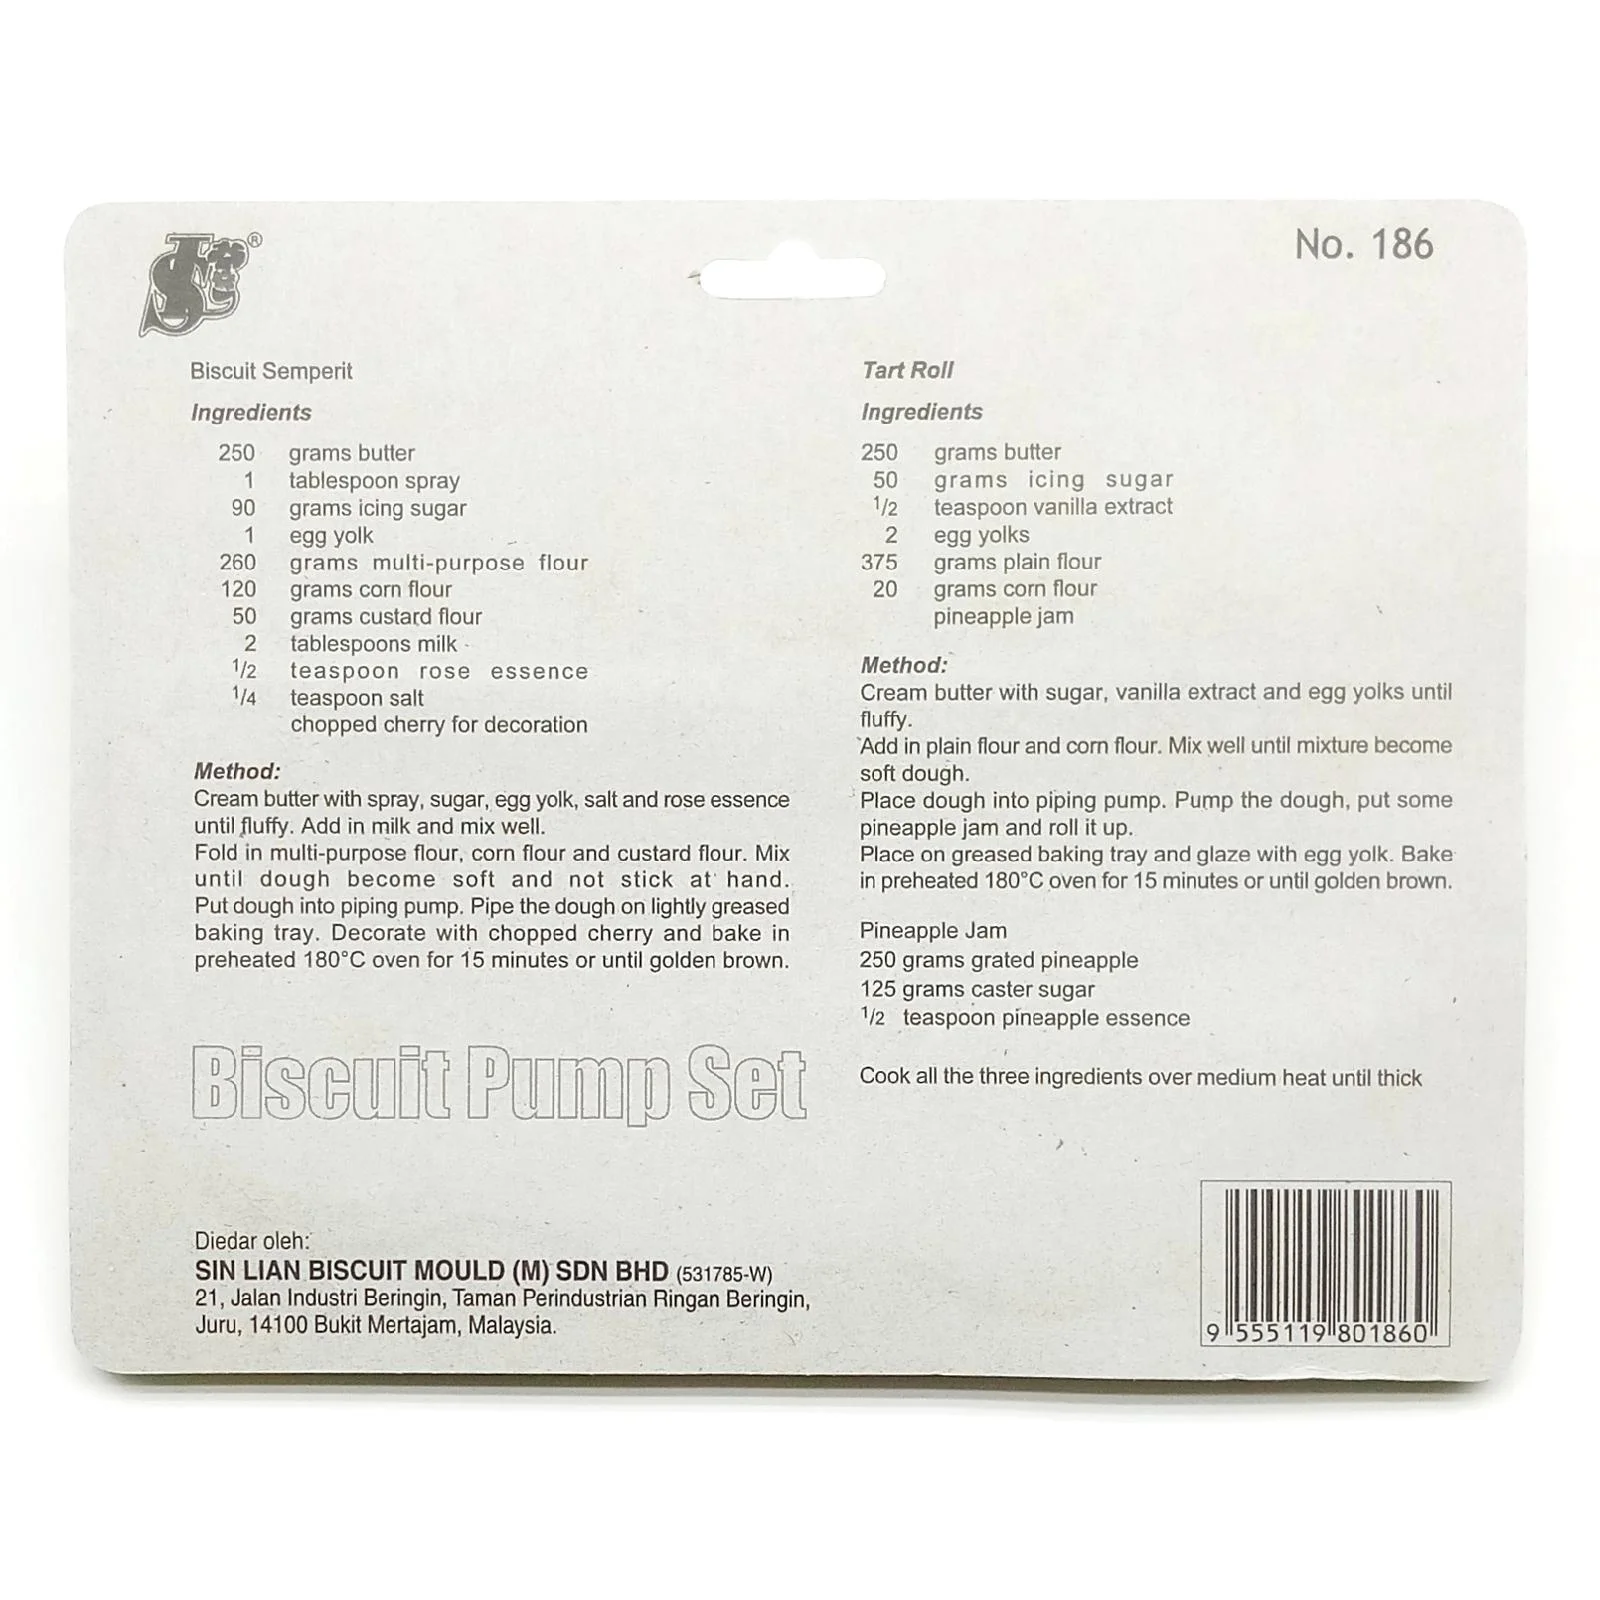 No. 186
Biscuit Semperit
Ingredients
250 grams butter
1 tablespoon spray
90 grams icing sugar
1 egg yolk
260 grams multi-purpose flour
120 grams corn flour
50 grams custard flour
2 tablespoons milk
1/2 teaspoon rose essence
1/4 teaspoon salt
chopped cherry for decoration
Method:
Cream butter with spray, sugar, egg yolk, salt and rose essence
until fluffy. Add in milk and mix well.
Fold in multi-purpose flour, corn flour and custard flour. Mix
until dough become soft and not stick at hand.
Put dough into piping pump. Pipe the dough on lightly greased
baking tray. Decorate with chopped cherry and bake in
preheated 180°C oven for 15 minutes or until golden brown.
Tart Roll
Ingredients
250 grams butter
50 grams icing sugar
1/2 teaspoon vanilla extract
2 egg yolks
375 grams plain flour
20 grams corn flour
pineapple jam
Method:
Cream butter with sugar, vanilla extract and egg yolks until
fluffy.
Add in plain flour and corn flour. Mix well until mixture become
soft dough.
Place dough into piping pump. Pump the dough, put some
pineapple jam and roll it up.
Place on greased baking tray and glaze with egg yolk. Bake
in preheated 180°C oven for 15 minutes or until golden brown.
Pineapple Jam
250 grams grated pineapple
125 grams caster sugar
1/2 teaspoon pineapple essence
Cook all the three ingredients over medium heat until thick
Biscuit Pump Set
Diedar oleh:
SIN LIAN BISCUIT MOULD (M) SDN BHD (531785-W)
21, Jalan Industri Beringin, Taman Perindustrian Ringan Beringin,
Juru, 14100 Bukit Mertajam, Malaysia.
9 555119 801860